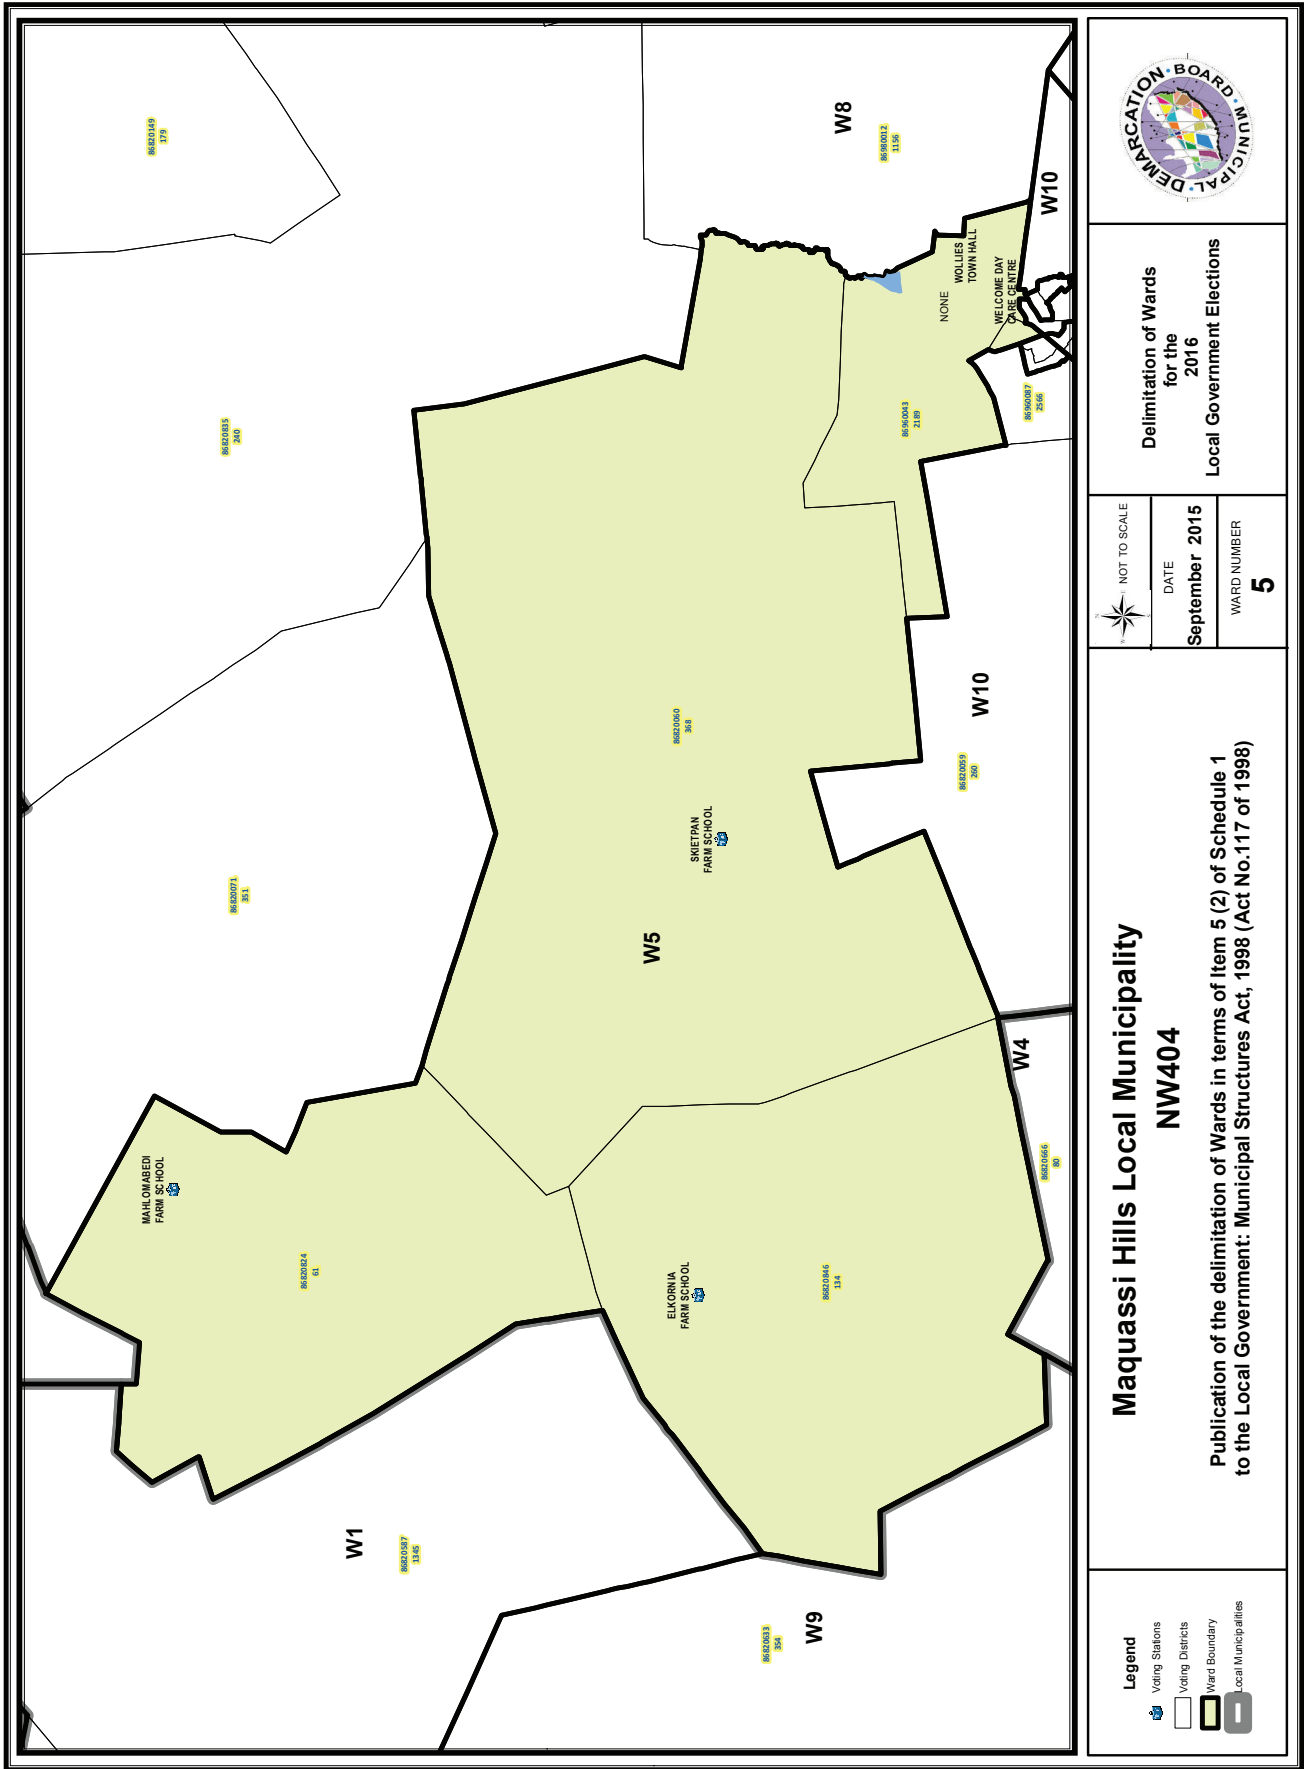 86820149
179
W8
86980012
1156
W10
86820835
240
WOLLIES
TOWN HALL
NONE
WELCOME DAY
CARE CENTRE
86960043
2189
86960087
2566
86820060
368
W10
86820059
260
SKIETPAN
FARM SCHOOL
86820071
351
W5
W4
86820666
80
MAHLOMABEDI
FARM SCHOOL
86820824
61
ELKORNIA
FARM SCHOOL
86820846
134
W1
86820587
1345
86820633
354
W9
Legend
Voting Stations
Voting Districts
Ward Boundary
Local Municipalities
Maquassi Hills Local Municipality
NW404
Publication of the delimitation of Wards in terms of Item 5 (2) of Schedule 1
to the Local Government: Municipal Structures Act, 1998 (Act No.117 of 1998)
NOT TO SCALE
DATE
September 2015
WARD NUMBER
5
Delimitation of Wards
for the
2016
Local Government Elections
MUNICIPAL · DEMARCATION · BOARD ·